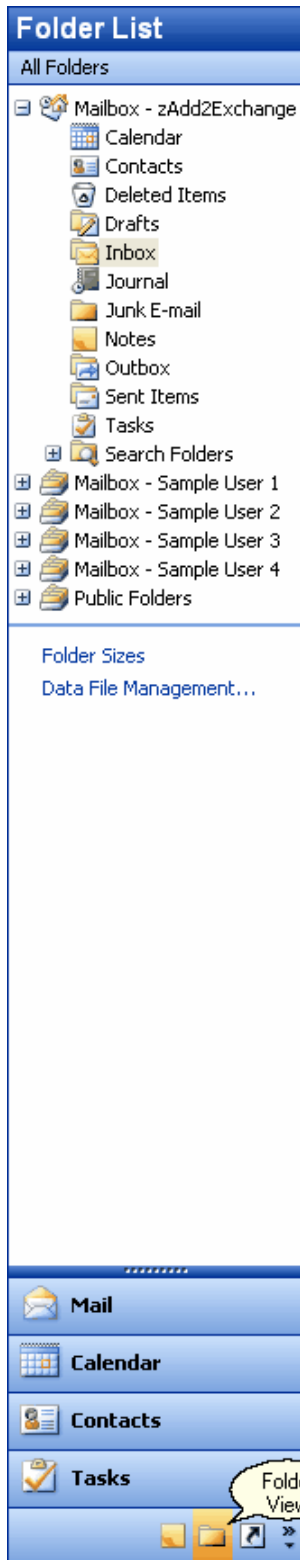 Folder List
All Folders
Mailbox - zAdd2Exchange
Calendar
Contacts
Deleted Items
Drafts
Inbox
Journal
Junk E-mail
Notes
Outbox
Sent Items
Tasks
Search Folders
Mailbox - Sample User 1
Mailbox - Sample User 2
Mailbox - Sample User 3
Mailbox - Sample User 4
Public Folders
Folder Sizes
Data File Management...
Mail
Calendar
Contacts
Tasks